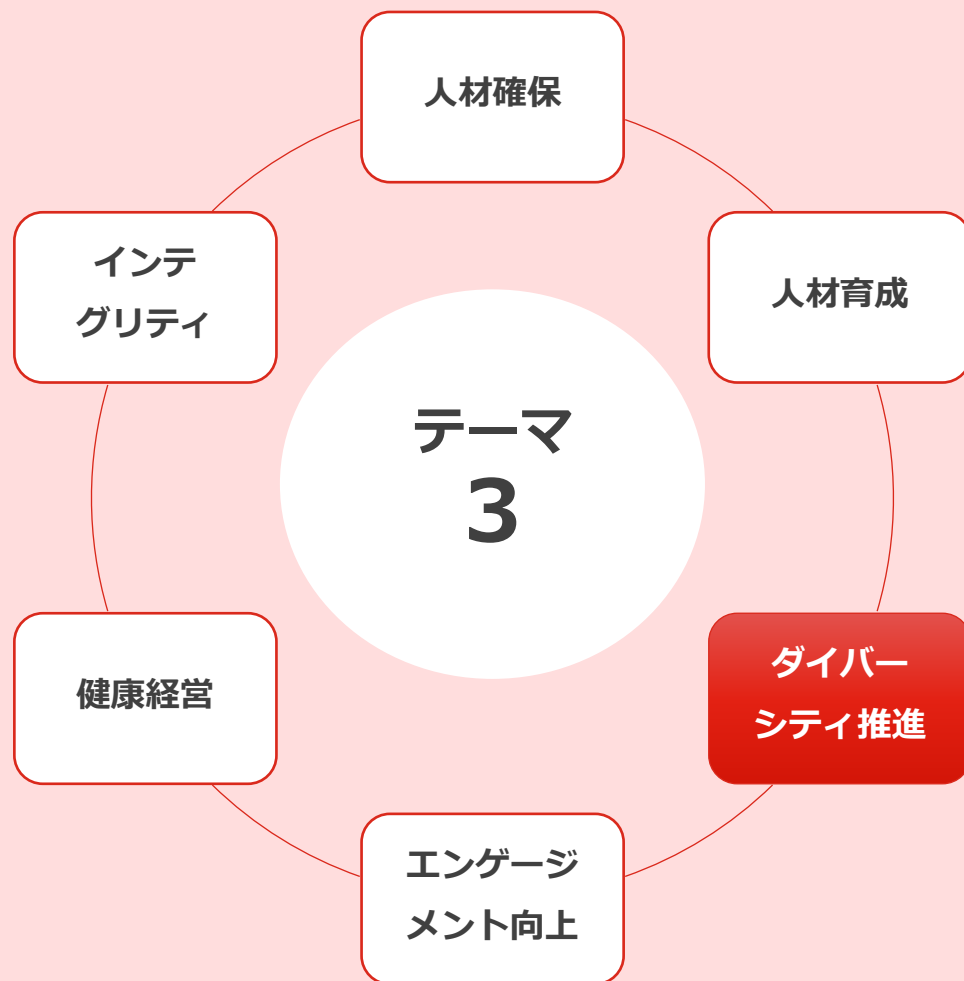 人材確保
インテ
グリティ
人材育成
テーマ
3
健康経営
ダイバー
シティ推進
エンゲージ
メント向上